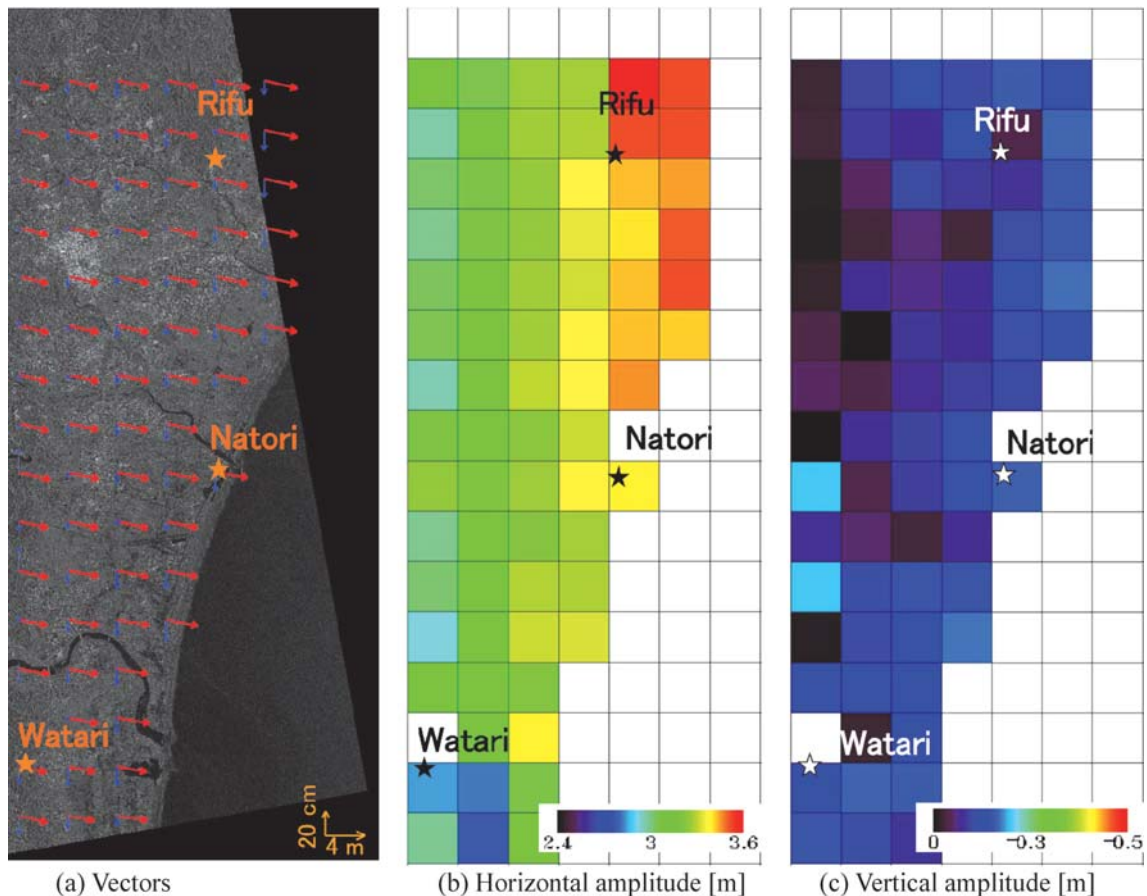 Rifu
Natori
Watari
20 cm
4 m
(a) Vectors
Rifu
Natori
Watari
2.4 3 3.6
(b) Horizontal amplitude [m]
Rifu
Natori
Watari
0 -0.3 -0.5
(c) Vertical amplitude [m]